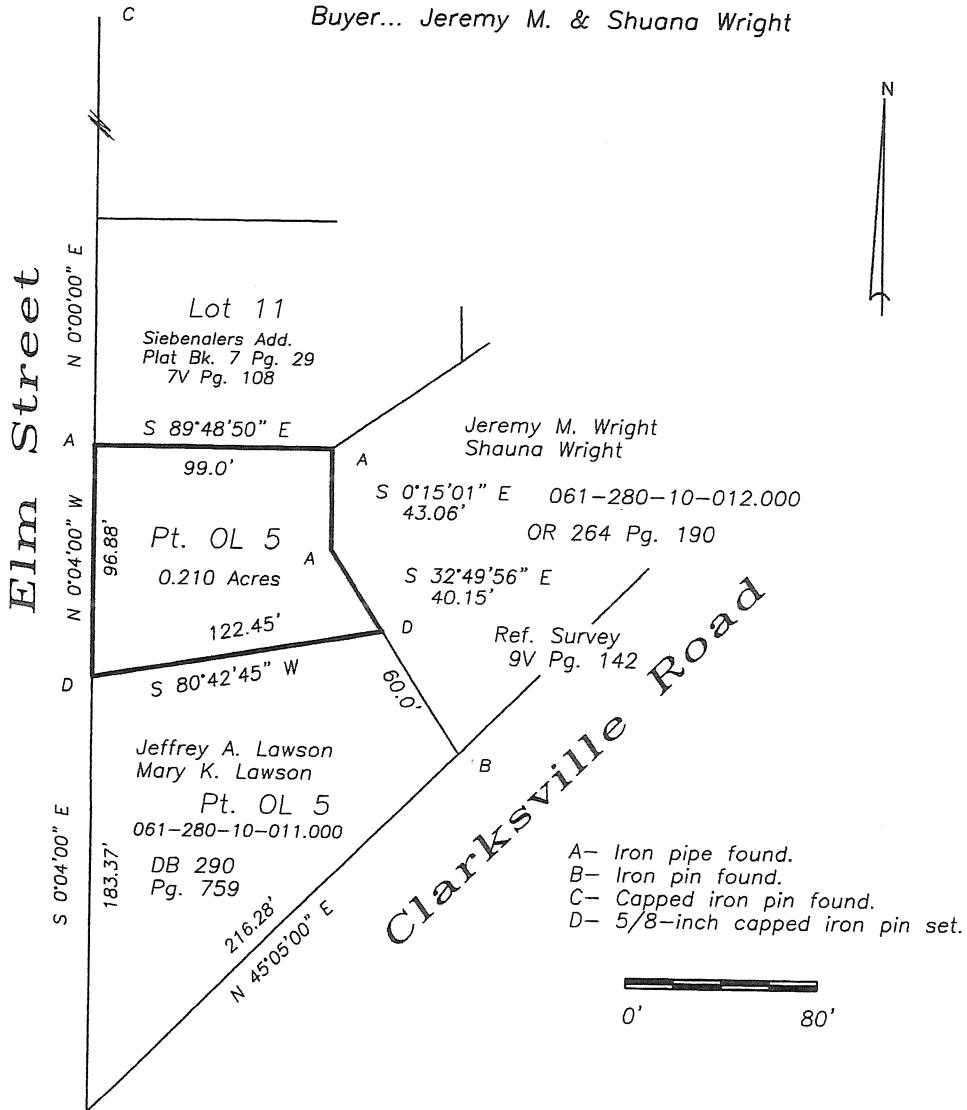 C
Buyer... Jeremy M. & Shuana Wright
N
Elm Street
N 0°00'00" E
Lot 11
Siebenalers Add.
Plat Bk. 7 Pg. 29
7V Pg. 108
A
S 89°48'50" E
99.0'
A
Jeremy M. Wright
Shauna Wright
S 0°15'01" E
43.06'
061-280-10-012.000
OR 264 Pg. 190
N 0°04'00" W
96.88'
Pt. OL 5
0.210 Acres
A
S 32°49'56" E
40.15'
122.45'
D
S 80°42'45" W
D
Ref. Survey
9V Pg. 142
60.0'
B
Clarksville Road
Jeffrey A. Lawson
Mary K. Lawson
Pt. OL 5
061-280-10-011.000
DB 290
Pg. 759
S 0°04'00" E
183.37'
216.28'
N 45°05'00" E
A- Iron pipe found.
B- Iron pin found.
C- Capped iron pin found.
D- 5/8-inch capped iron pin set.
0'
80'